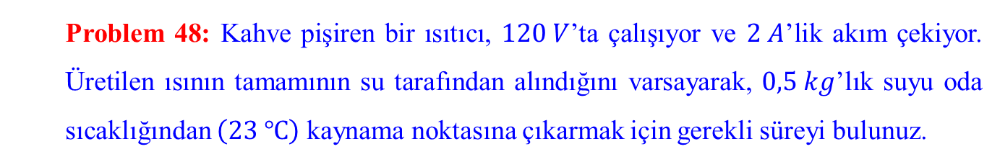 Problem 48: Kahve pişiren bir ısıtıcı, 120 V’ta çalışıyor ve 2 A’lik akım çekiyor.
Üretilen ısının tamamının su tarafından alındığını varsayarak, 0,5 kg’lık suyu oda
sıcaklığından (23 °C) kaynama noktasına çıkarmak için gerekli süreyi bulunuz.